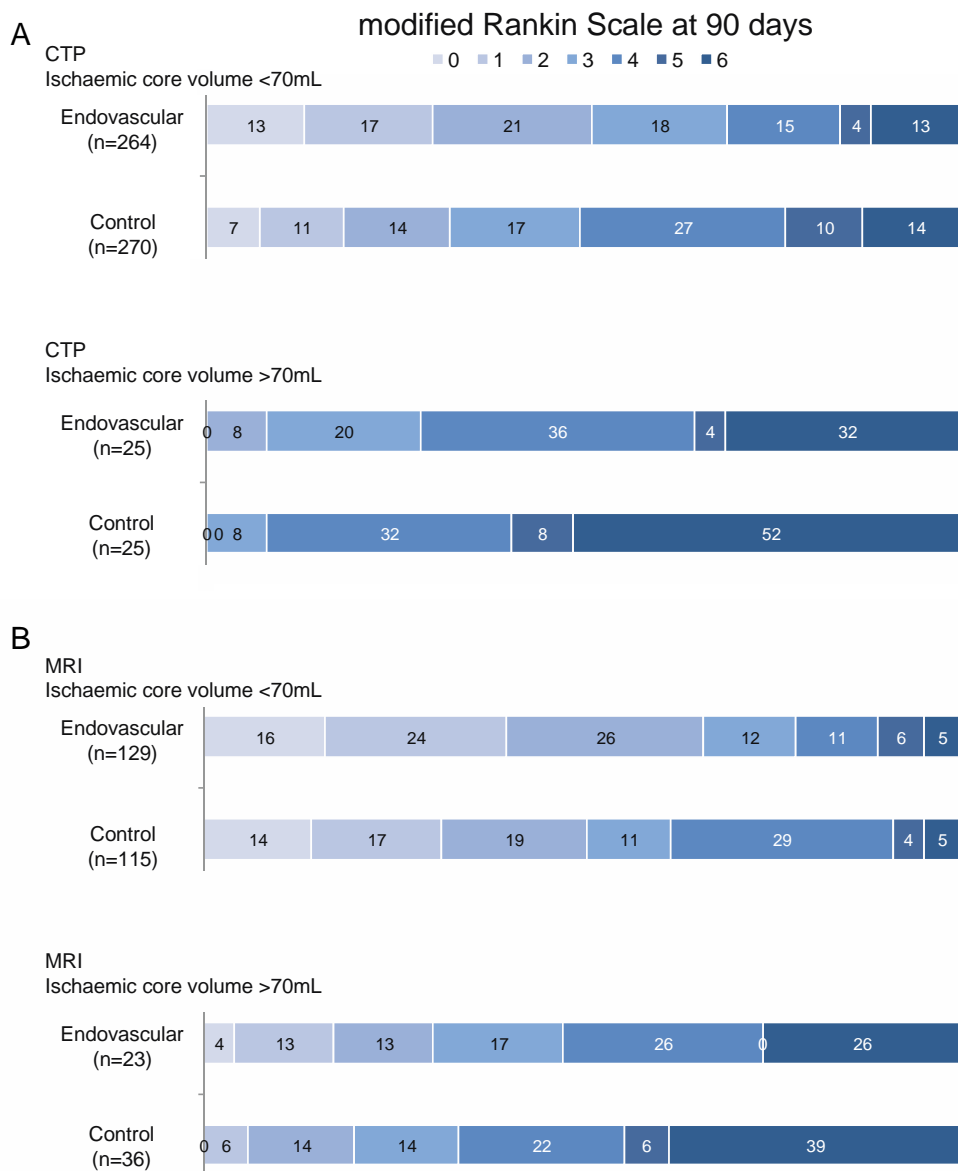 A
modified Rankin Scale at 90 days
0 1 2 3 4 5 6
CTP
Ischaemic core volume <70mL
Endovascular
(n=264)
13 17 21 18 15 4 13
Control
(n=270)
7 11 14 17 27 10 14
CTP
Ischaemic core volume >70mL
Endovascular
(n=25)
0 8 20 36 4 32
Control
(n=25)
0 0 8 32 8 52
B
MRI
Ischaemic core volume <70mL
Endovascular
(n=129)
16 24 26 12 11 6 5
Control
(n=115)
14 17 19 11 29 4 5
MRI
Ischaemic core volume >70mL
Endovascular
(n=23)
4 13 13 17 26 0 26
Control
(n=36)
0 6 14 14 22 6 39